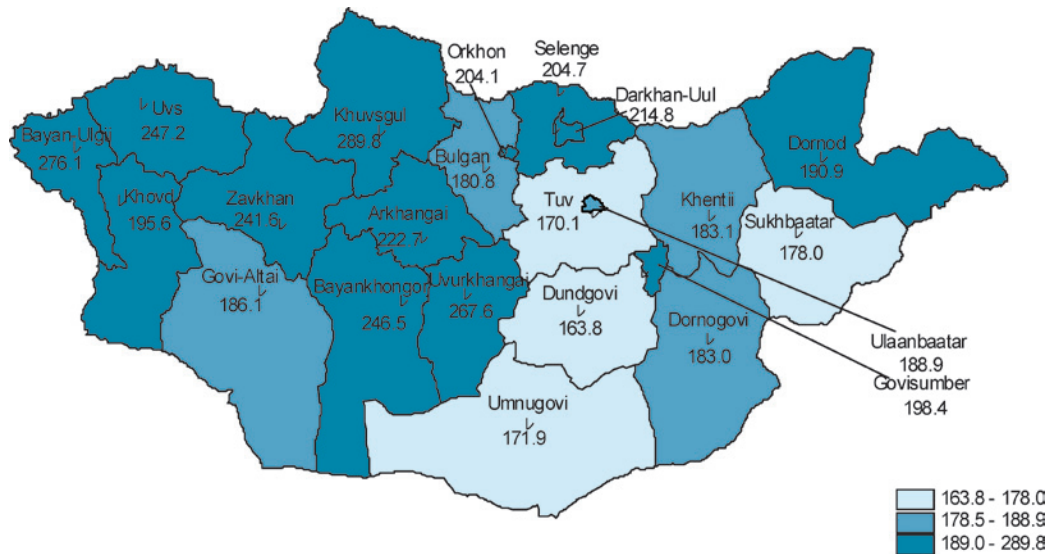 Orkhon
204.1
Selenge
204.7
Darkhan-Uul
214.8
Uvs
247.2
Bayan-Ulgii
276.1
Khuvsgul
289.8
Bulgan
180.8
Dornod
190.9
Khovd
195.6
Zavkhan
241.6
Arkhangai
222.7
Tuv
170.1
Khentii
183.1
Sukhbaatar
178.0
Govi-Altai
186.1
Bayankhongor
246.5
Uvurkhangai
267.6
Dundgovi
163.8
Dornogovi
183.0
Ulaanbaatar
188.9
Govisumber
198.4
Umnugovi
171.9
163.8 - 178.0
178.5 - 188.9
189.0 - 289.8